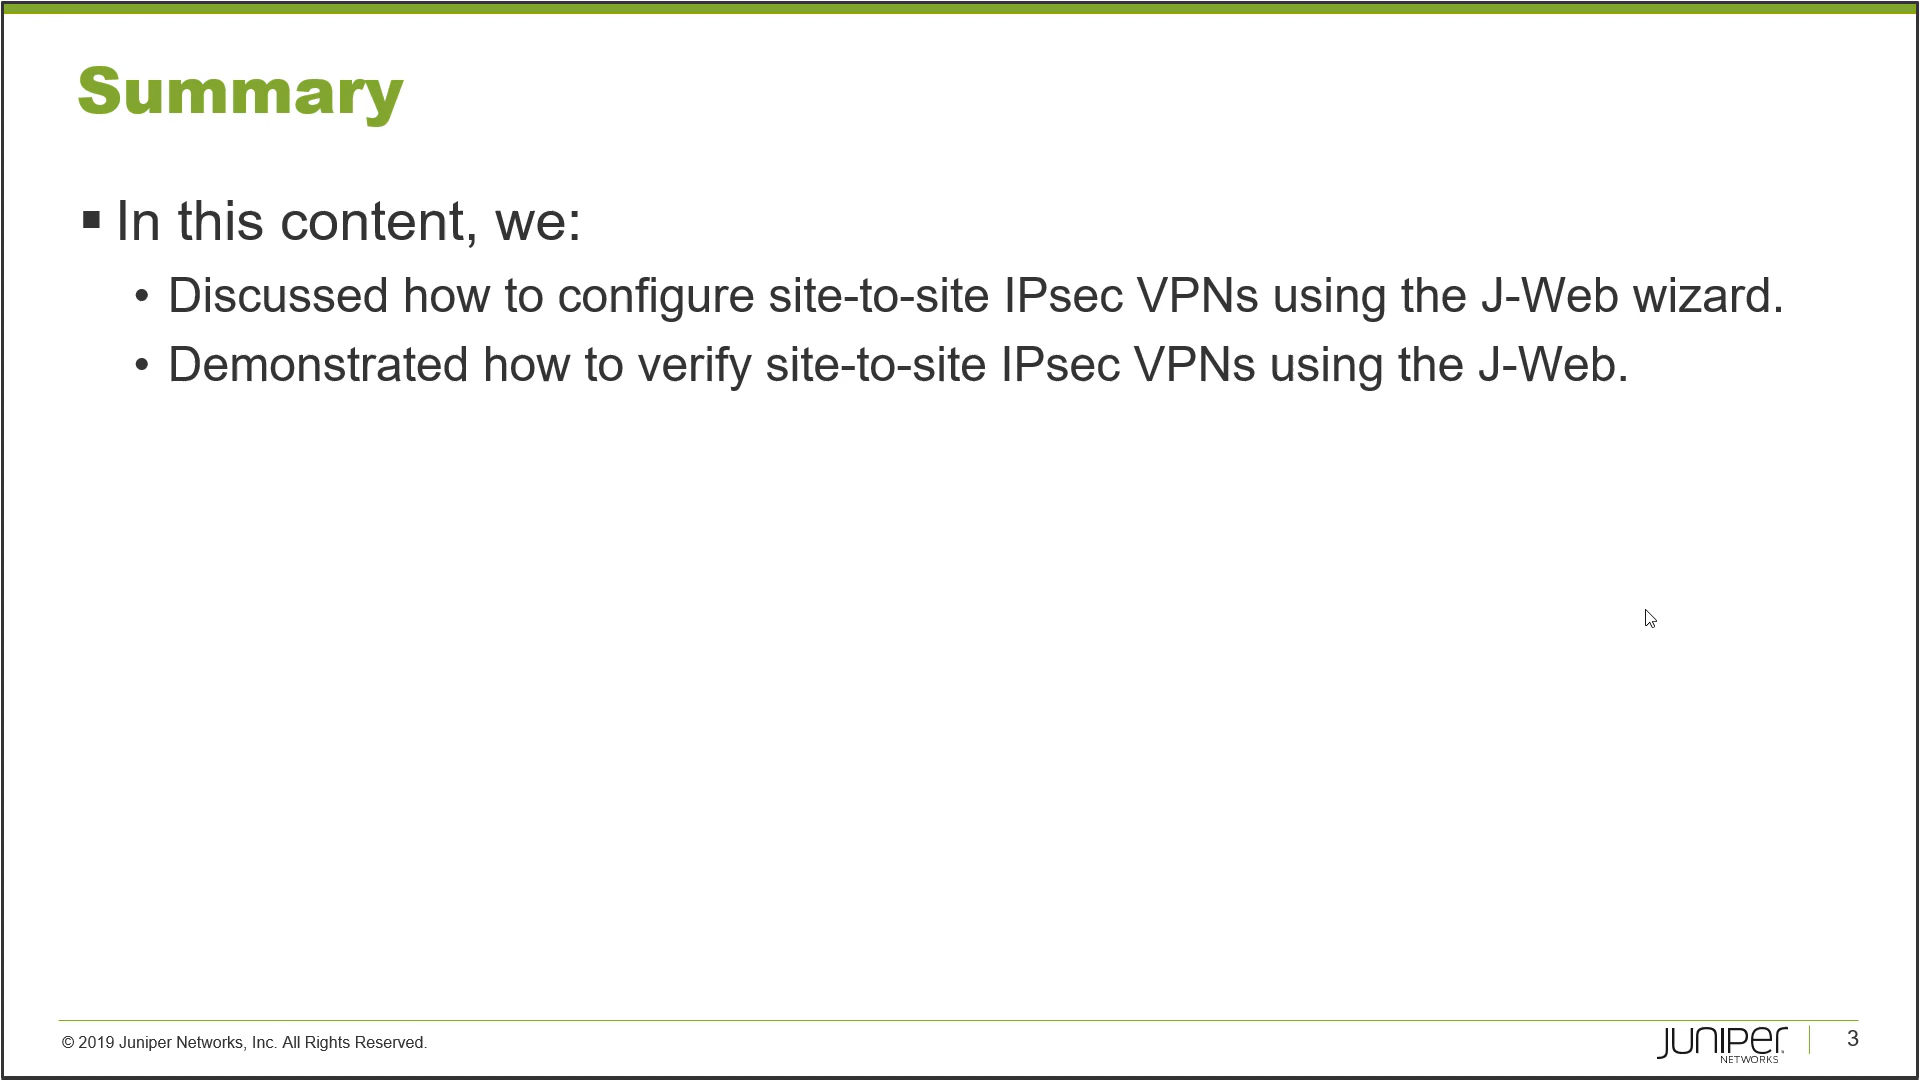 Summary
▪ In this content, we:
• Discussed how to configure site-to-site IPsec VPNs using the J-Web wizard.
• Demonstrated how to verify site-to-site IPsec VPNs using the J-Web.
© 2019 Juniper Networks, Inc. All Rights Reserved.
JUNIPER
NETWORKS
3